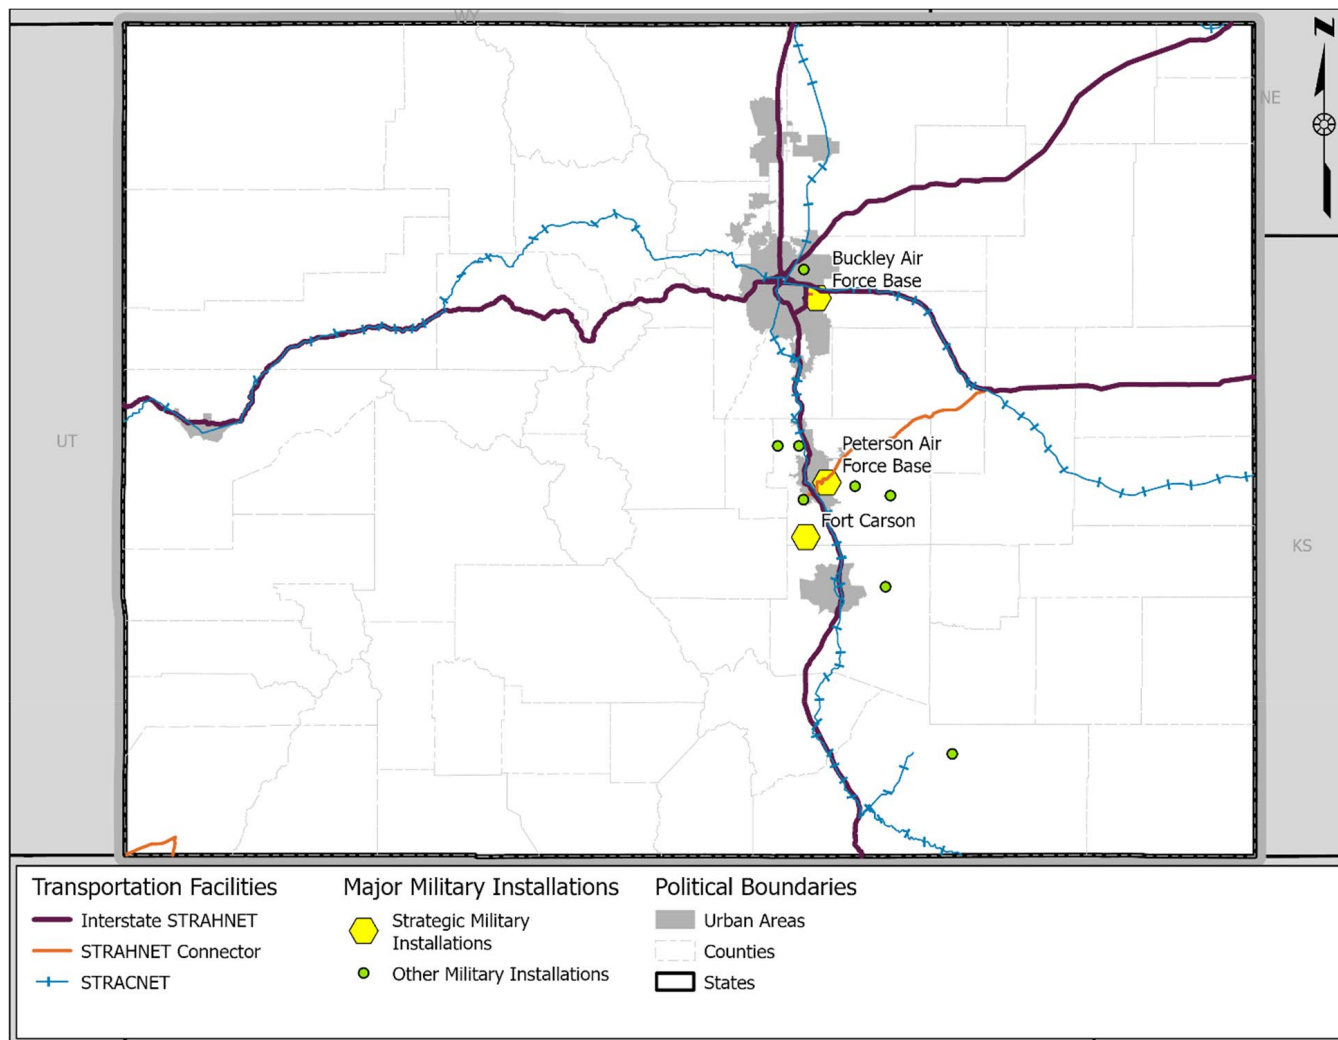 WY
N
NE
Buckley Air
Force Base
UT
Peterson Air
Force Base
Fort Carson
KS
Transportation Facilities
Interstate STRAHNET
STRAHNET Connector
STRACNET
Major Military Installations
Strategic Military
Installations
Other Military Installations
Political Boundaries
Urban Areas
Counties
States